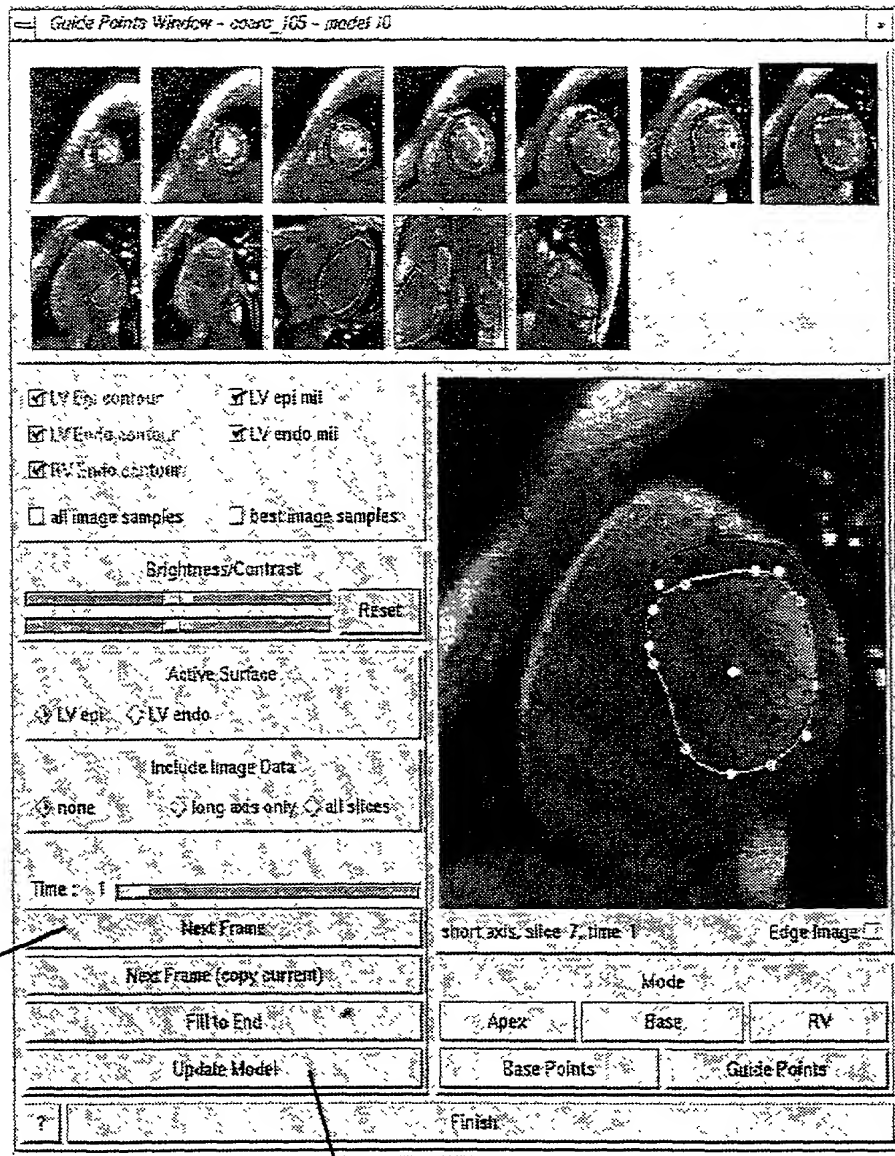 Guide Points Window - coarc_105 - model 10
LV Epi contour LV epi mii
LV Endo contour LV endo mii
RV Endo contour
all image samples best image samples
Brightness/Contrast
Reset
Active Surface
LV epi LV endo
Include Image Data
none long axis only all slices
Time : 1
Next Frame
Next Frame (copy current)
Fill to End
Update Model
short axis, slice 7, time 1 Edge Image
Mode
Apex Base RV
Base Points Guide Points
? Finish